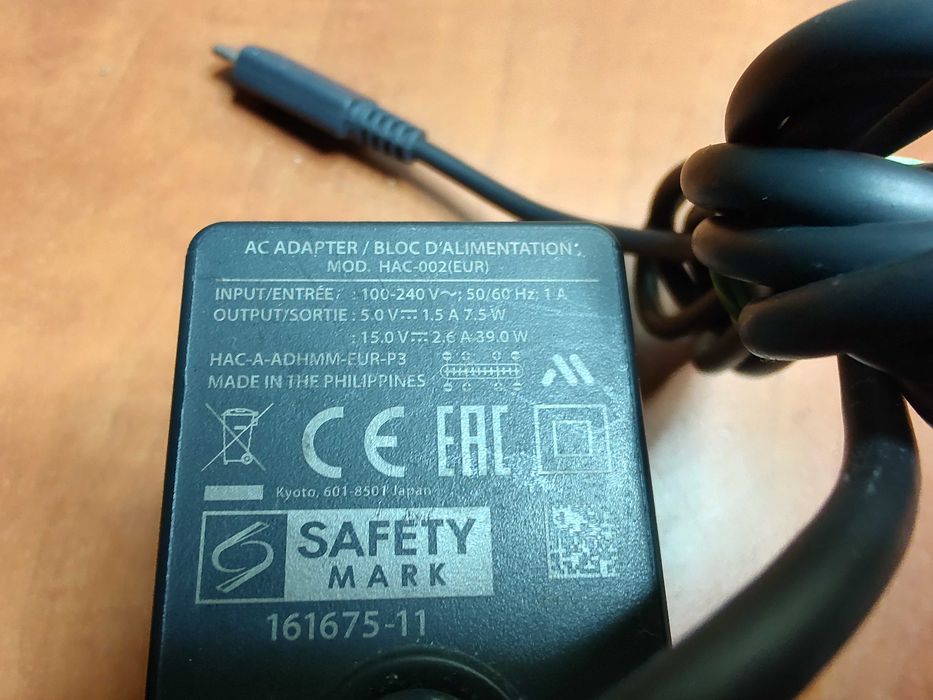 AC ADAPTER / BLOC D'ALIMENTATION
MOD. HAC-002(EUR)
INPUT/ENTRÉE : 100-240 V~; 50/60 Hz; 1 A
OUTPUT/SORTIE : 5.0 V⎓ 1.5 A 7.5 W
: 15.0 V⎓ 2.6 A 39.0 W
HAC-A-ADHMM-EUR-P3
MADE IN THE PHILIPPINES
CE EAC
Kyoto, 601-8501 Japan
SAFETY
MARK
161675-11